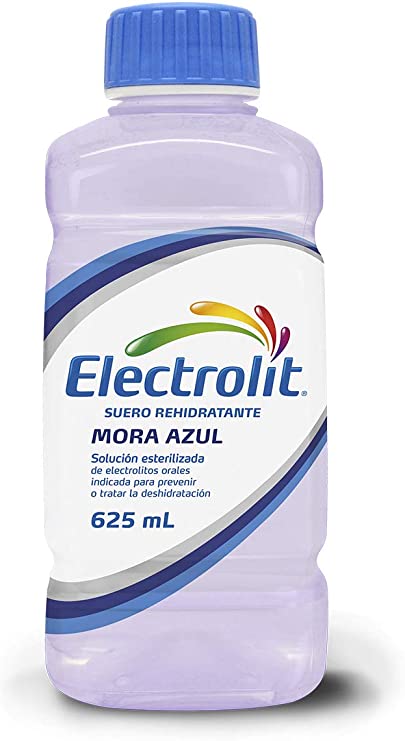 Electrolit®
SUERO REHIDRATANTE
MORA AZUL
Solución esterilizada
de electrolitos orales
indicada para prevenir
o tratar la deshidratación
625 mL